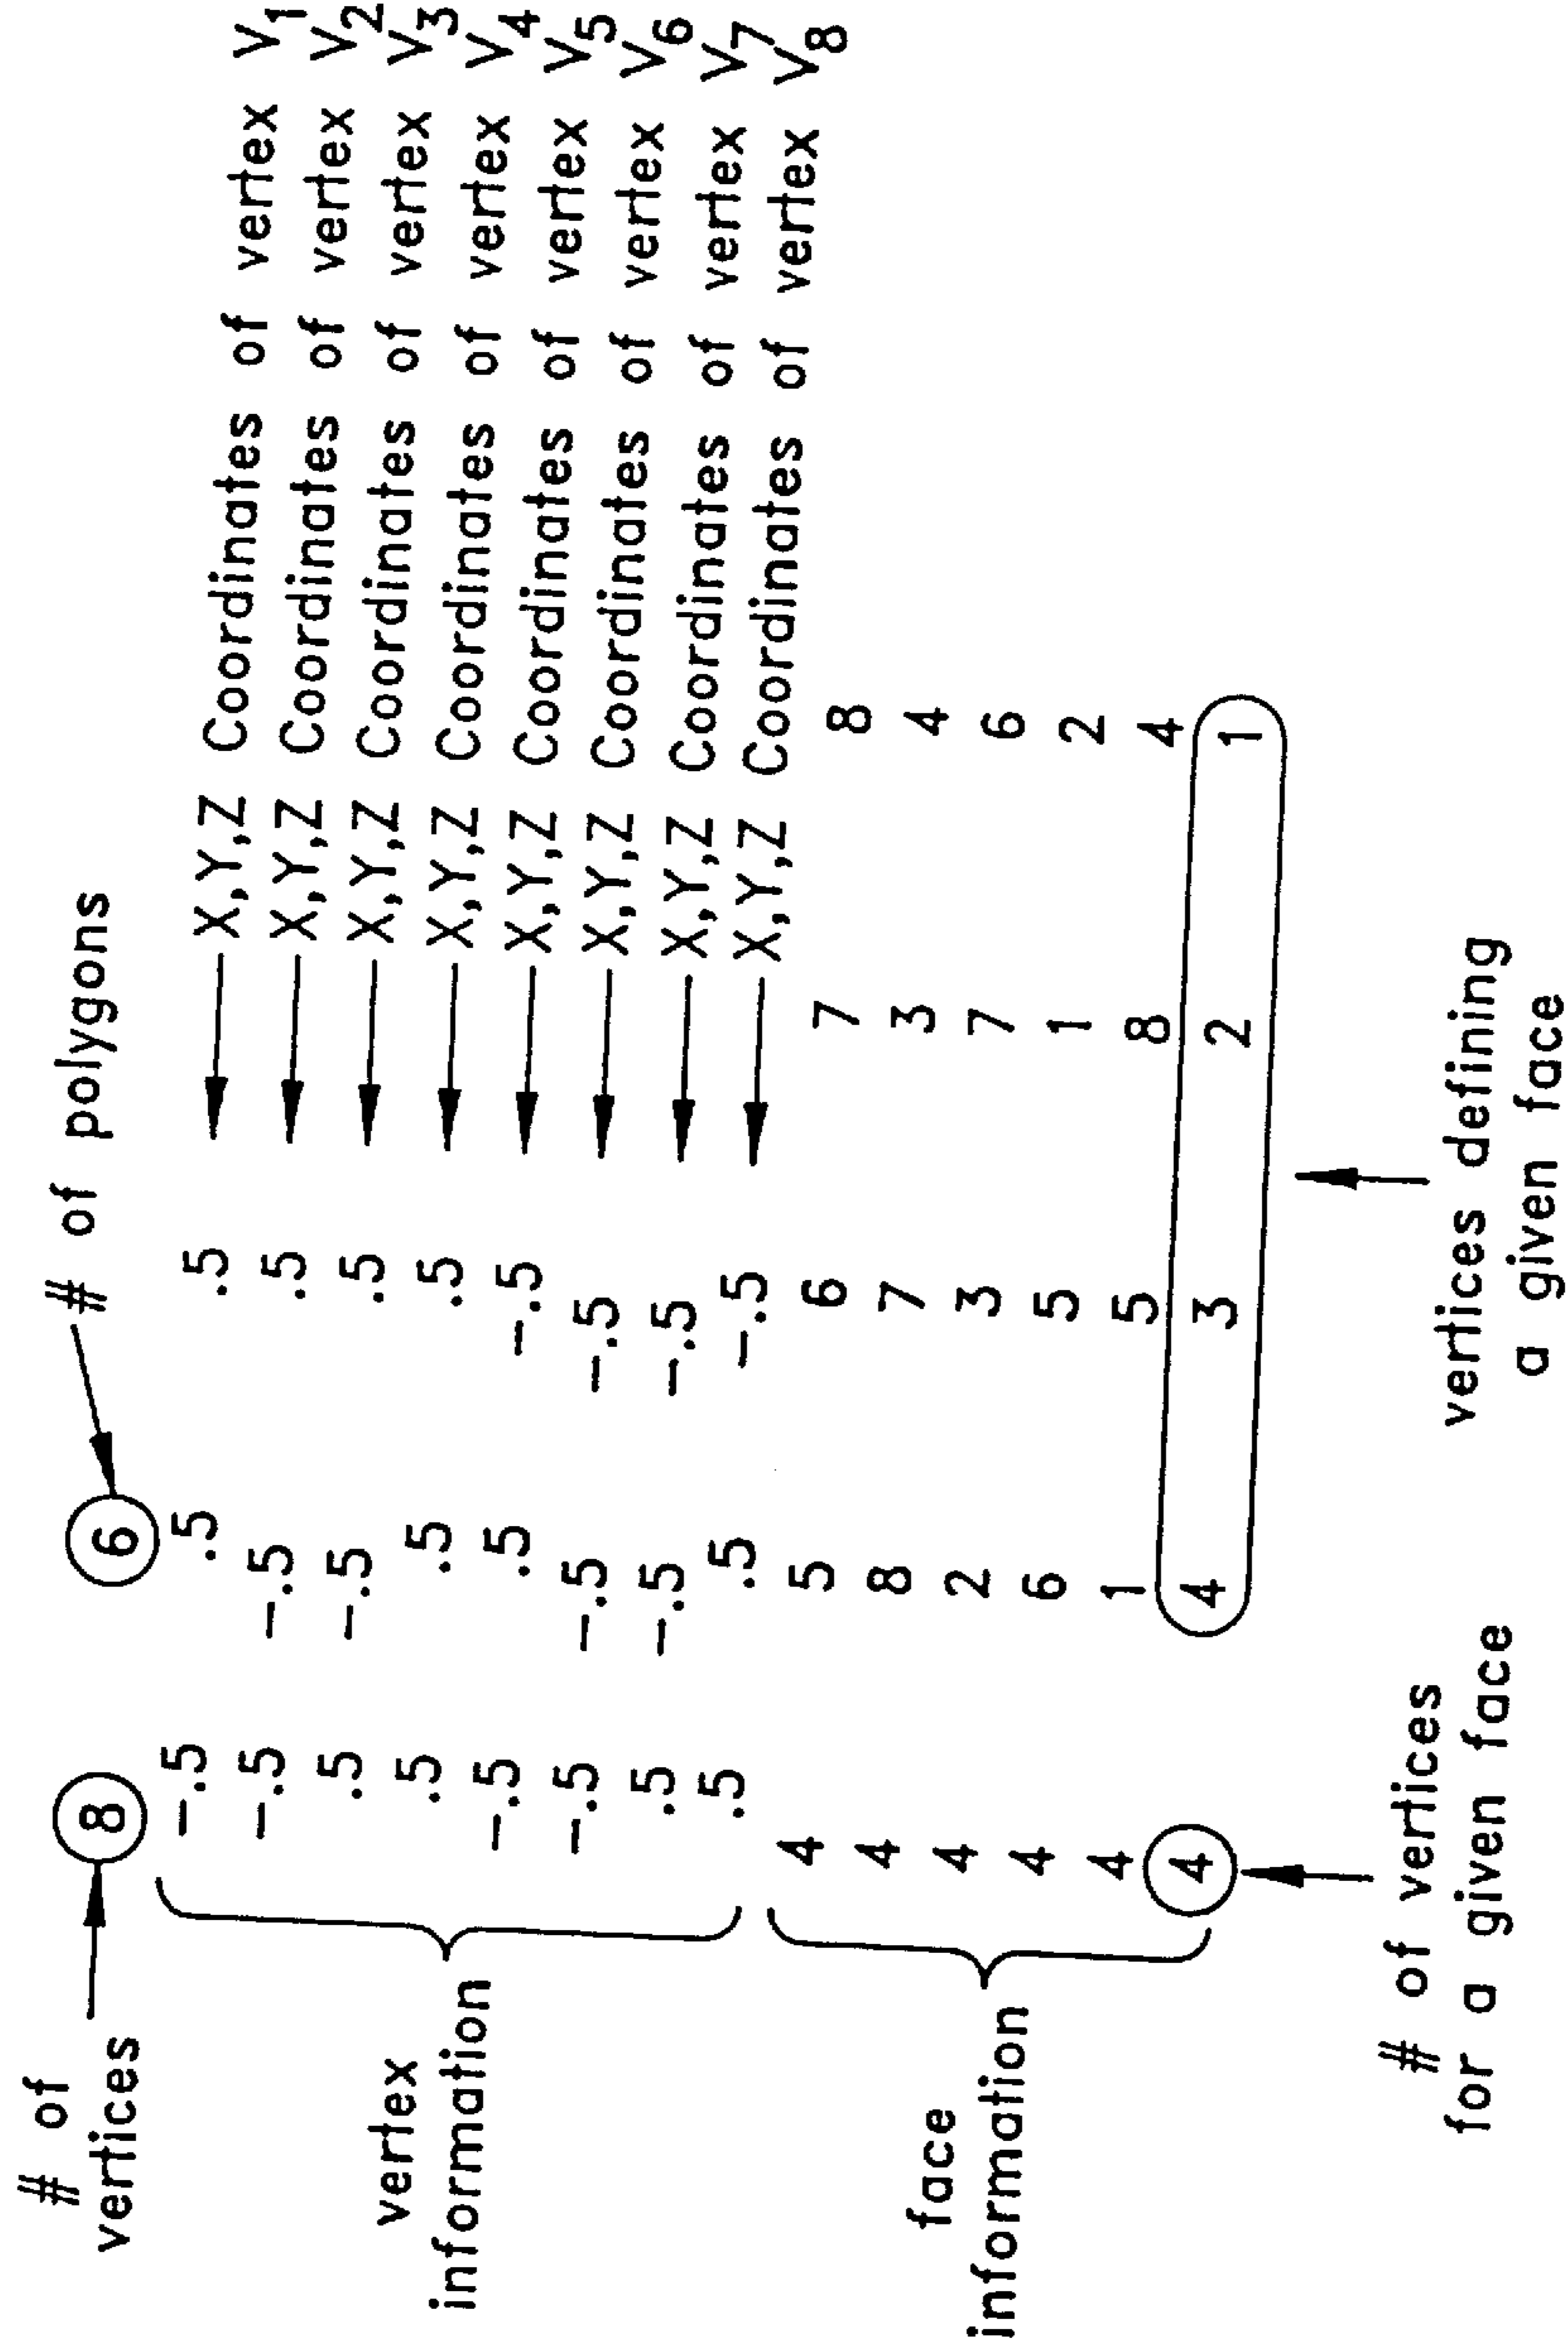 # of
vertices
8 6 # of polygons
-.5 .5 .5 X,Y,Z Coordinates of vertex V1
-.5 -.5 .5 X,Y,Z Coordinates of vertex V2
.5 -.5 .5 X,Y,Z Coordinates of vertex V3
.5 .5 .5 X,Y,Z Coordinates of vertex V4
-.5 .5 -.5 X,Y,Z Coordinates of vertex V5
-.5 -.5 -.5 X,Y,Z Coordinates of vertex V6
.5 -.5 -.5 X,Y,Z Coordinates of vertex V7
.5 .5 -.5 X,Y,Z Coordinates of vertex V8
vertex
information
4 5 6 7 8
4 8 7 3 4
4 2 3 7 6
4 6 5 1 2
4 1 5 8 4
4 4 3 2 1
face
information
# of vertices
for a given face
vertices defining
a given face